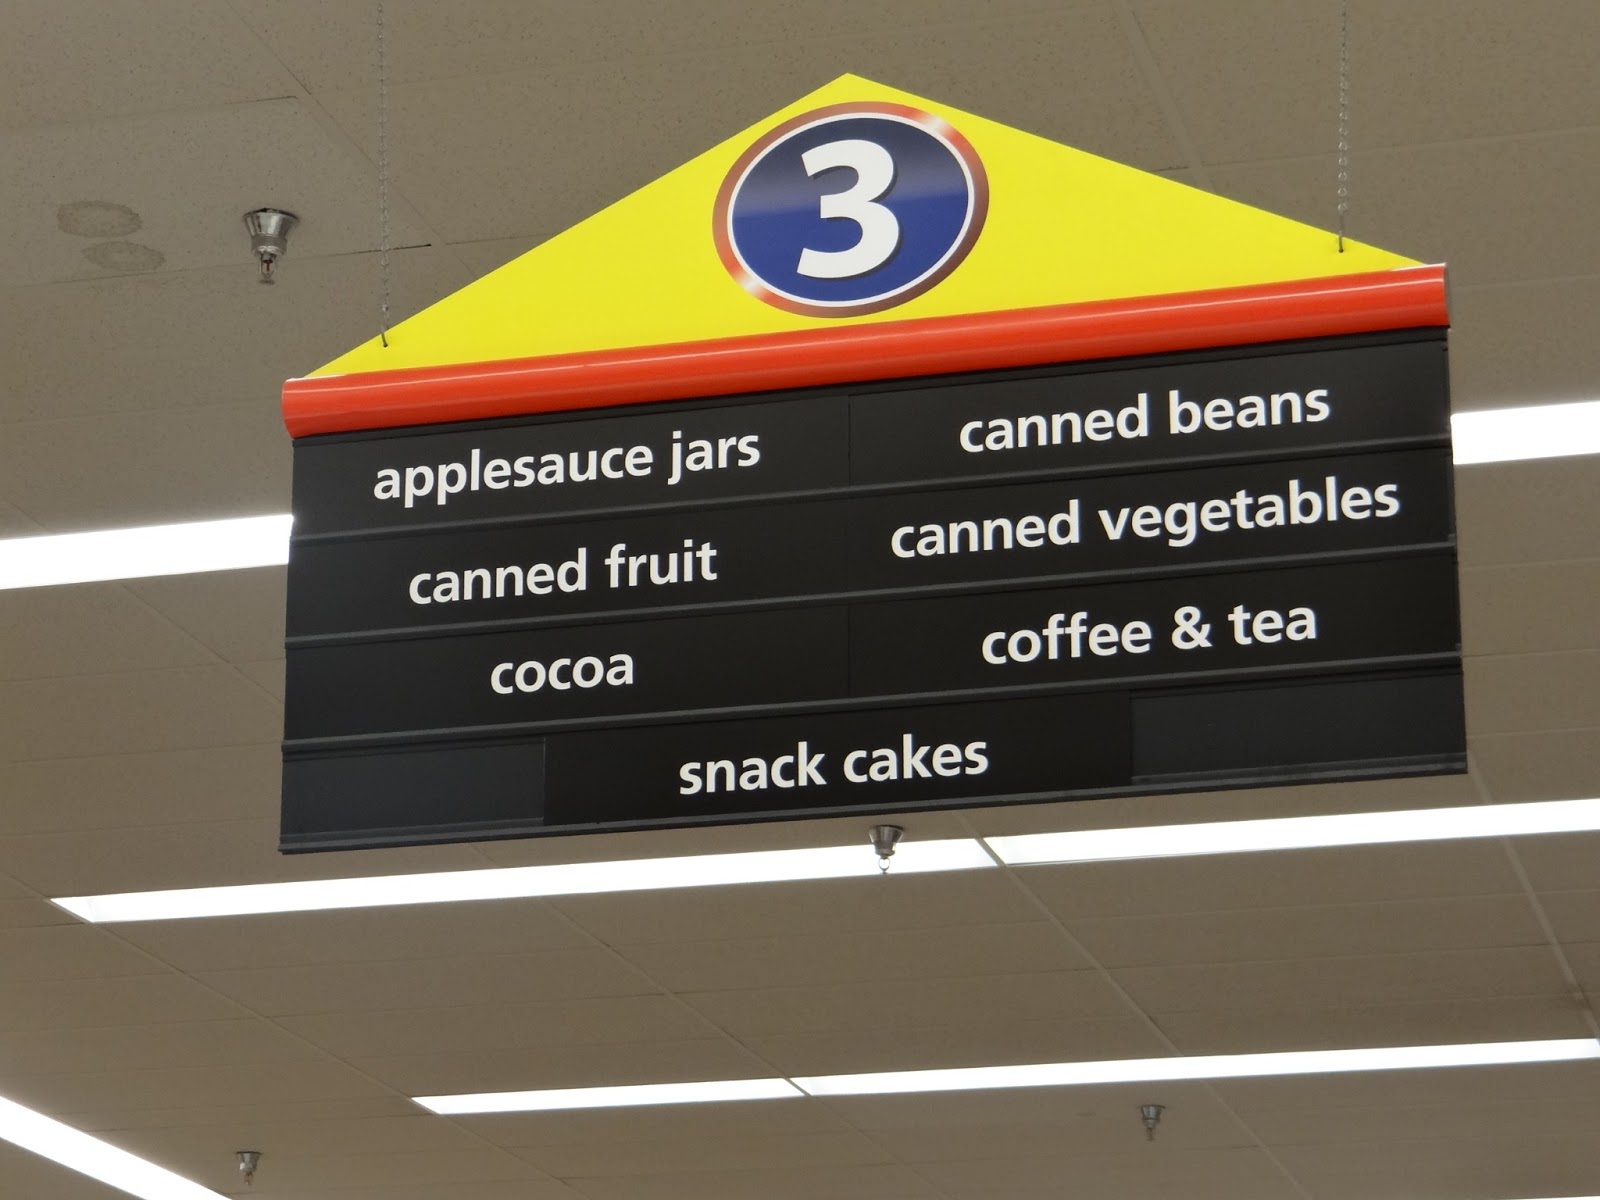 3
applesauce jars
canned beans
canned fruit
canned vegetables
cocoa
coffee & tea
snack cakes